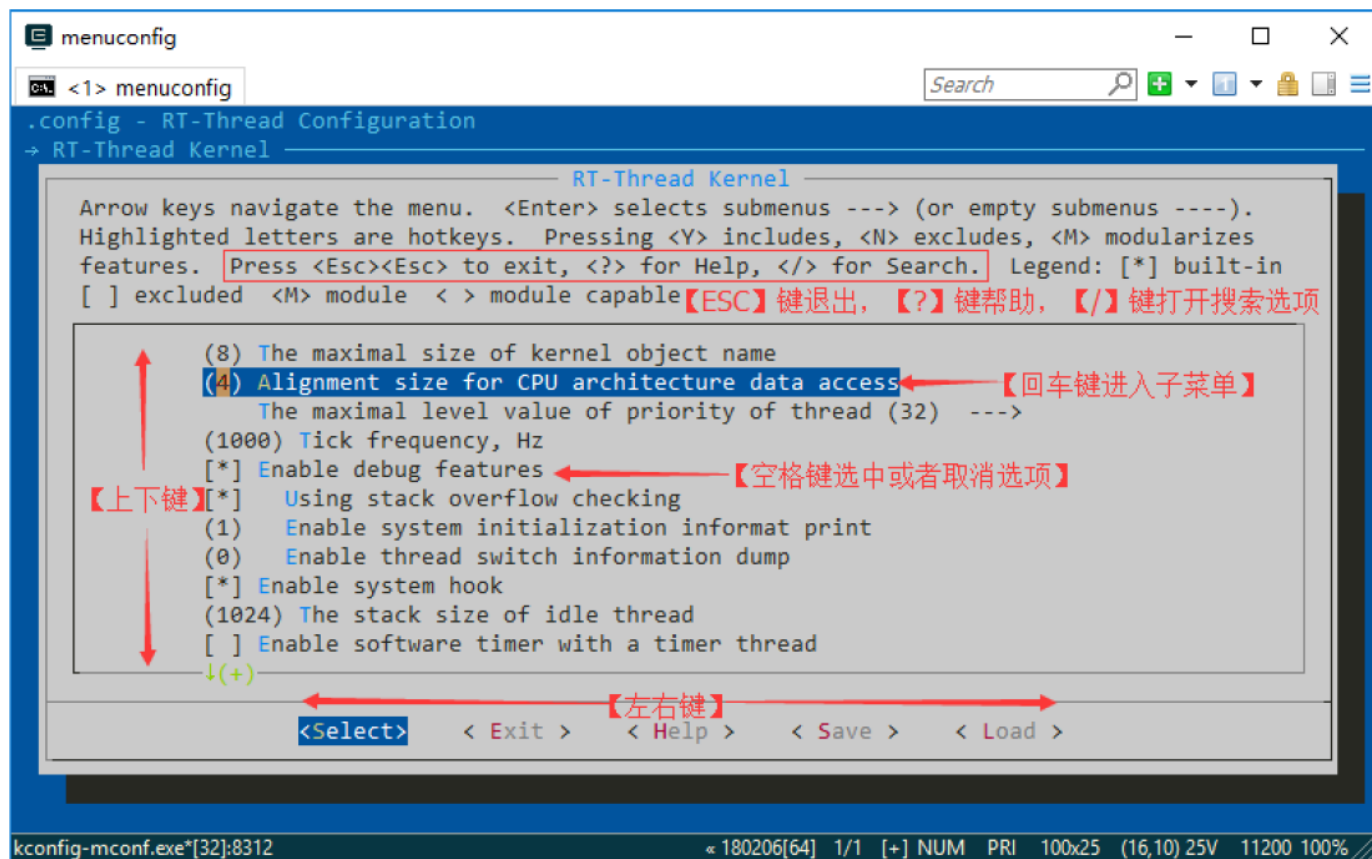 menuconfig
<1> menuconfig
Search
.config - RT-Thread Configuration
→ RT-Thread Kernel
RT-Thread Kernel
Arrow keys navigate the menu.  <Enter> selects submenus ---> (or empty submenus ----).
Highlighted letters are hotkeys.  Pressing <Y> includes, <N> excludes, <M> modularizes
features.  Press <Esc><Esc> to exit, <?> for Help, </> for Search.  Legend: [*] built-in
[ ] excluded  <M> module  < > module capable
【ESC】键退出，【?】键帮助，【/】键打开搜索选项
(8) The maximal size of kernel object name
(4) Alignment size for CPU architecture data access
【回车键进入子菜单】
The maximal level value of priority of thread (32)  --->
(1000) Tick frequency, Hz
[*] Enable debug features
【空格键选中或者取消选项】
【上下键】
[*]   Using stack overflow checking
(1)   Enable system initialization informat print
(0)   Enable thread switch information dump
[*] Enable system hook
(1024) The stack size of idle thread
[ ] Enable software timer with a timer thread
↓(+)
【左右键】
<Select>    < Exit >    < Help >    < Save >    < Load >
kconfig-mconf.exe*[32]:8312
« 180206[64]  1/1  [+] NUM  PRI  100x25  (16,10) 25V  11200 100%